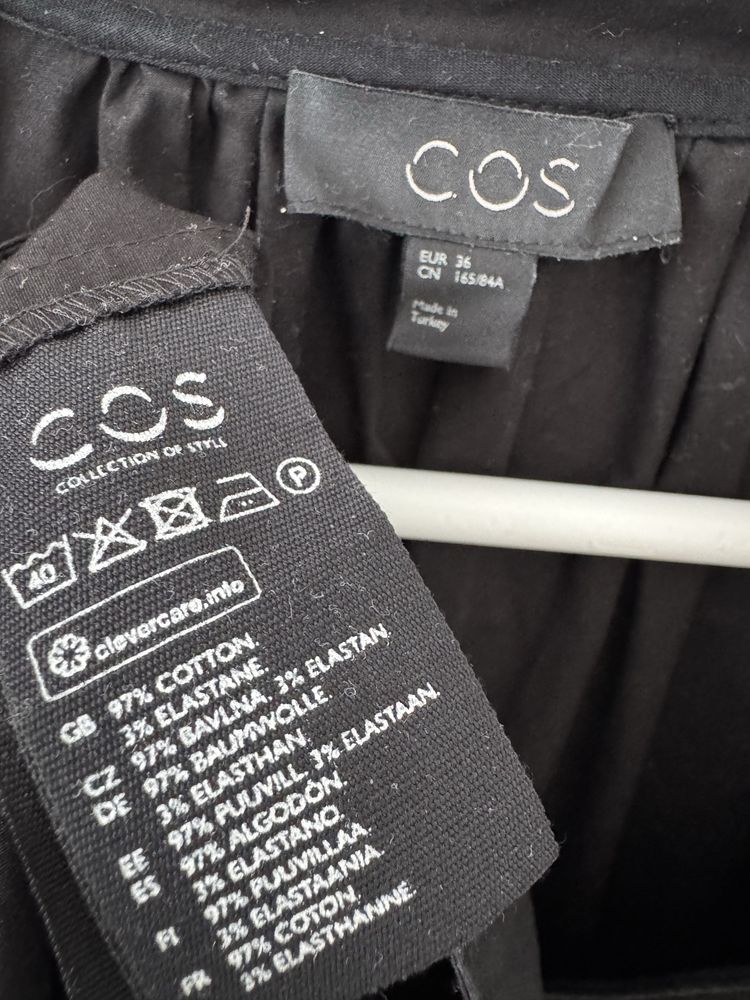 COS
EUR 36
CN 165/84A
Made in
Turkey
COS
COLLECTION OF STYLE
40
P
clevercare.info
GB 97% COTTON.
3% ELASTANE.
CZ 97% BAVLNA. 3% ELASTAN.
DE 97% BAUMWOLLE
3% ELASTHAN.
EE 97% PUUVILL. 3% ELASTAAN.
ES 97% ALGODÓN.
3% ELASTANO.
FI 97% PUUVILLAA.
3% ELASTAANIA.
FR 97% COTON.
3% ELASTHANNE.